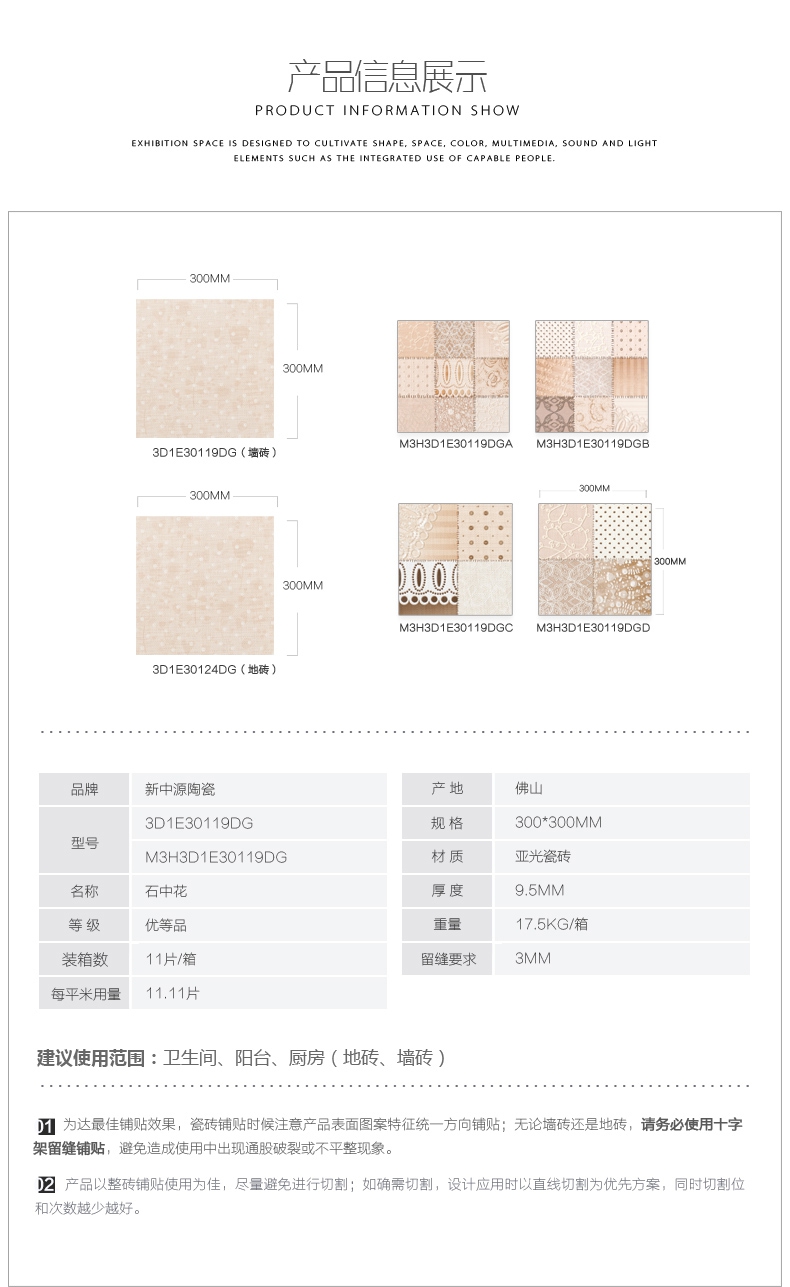 产品信息展示
PRODUCT INFORMATION SHOW
EXHIBITION SPACE IS DESIGNED TO CULTIVATE SHAPE, SPACE, COLOR, MULTIMEDIA, SOUND AND LIGHT
ELEMENTS SUCH AS THE INTEGRATED USE OF CAPABLE PEOPLE.
300MM
300MM
3D1E30119DG（墙砖）
M3H3D1E30119DGA
M3H3D1E30119DGB
300MM
300MM
3D1E30124DG（地砖）
300MM
300MM
M3H3D1E30119DGC
M3H3D1E30119DGD
品牌 新中源陶瓷
型号 3D1E30119DG
M3H3D1E30119DG
名称 石中花
等 级 优等品
装箱数 11片/箱
每平米用量 11.11片
产 地 佛山
规 格 300*300MM
材 质 亚光瓷砖
厚 度 9.5MM
重量 17.5KG/箱
留缝要求 3MM
建议使用范围：卫生间、阳台、厨房（地砖、墙砖）
01 为达最佳铺贴效果，瓷砖铺贴时候注意产品表面图案特征统一方向铺贴；无论墙砖还是地砖，请务必使用十字
架留缝铺贴，避免造成使用中出现通股破裂或不平整现象。
02 产品以整砖铺贴使用为佳，尽量避免进行切割；如确需切割，设计应用时以直线切割为优先方案，同时切割位
和次数越少越好。